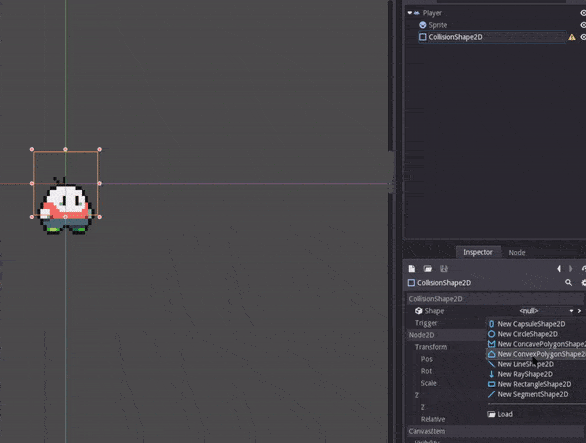 Player
Sprite
CollisionShape2D
Inspector
Node
CollisionShape2D
CollisionShape2D
Shape
<null>
Trigger
New CapsuleShape2D
New CircleShape2D
Node2D
New ConcavePolygonShape2
Transform
New ConvexPolygonShape2
Pos
New LineShape2D
Rot
New RayShape2D
Scale
New RectangleShape2D
Z
New SegmentShape2D
Z
Load
Relative
CanvasItem